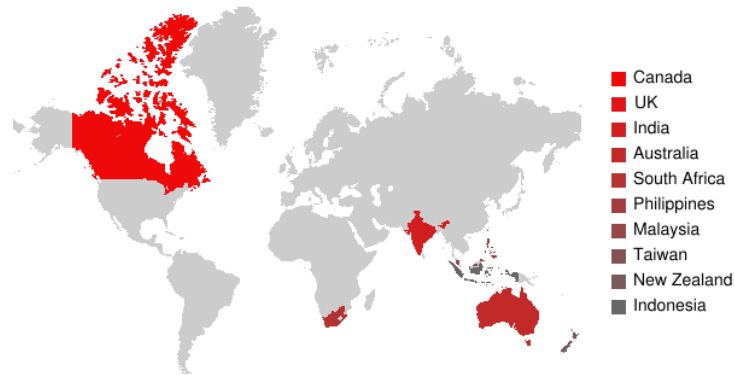 Canada
UK
India
Australia
South Africa
Philippines
Malaysia
Taiwan
New Zealand
Indonesia